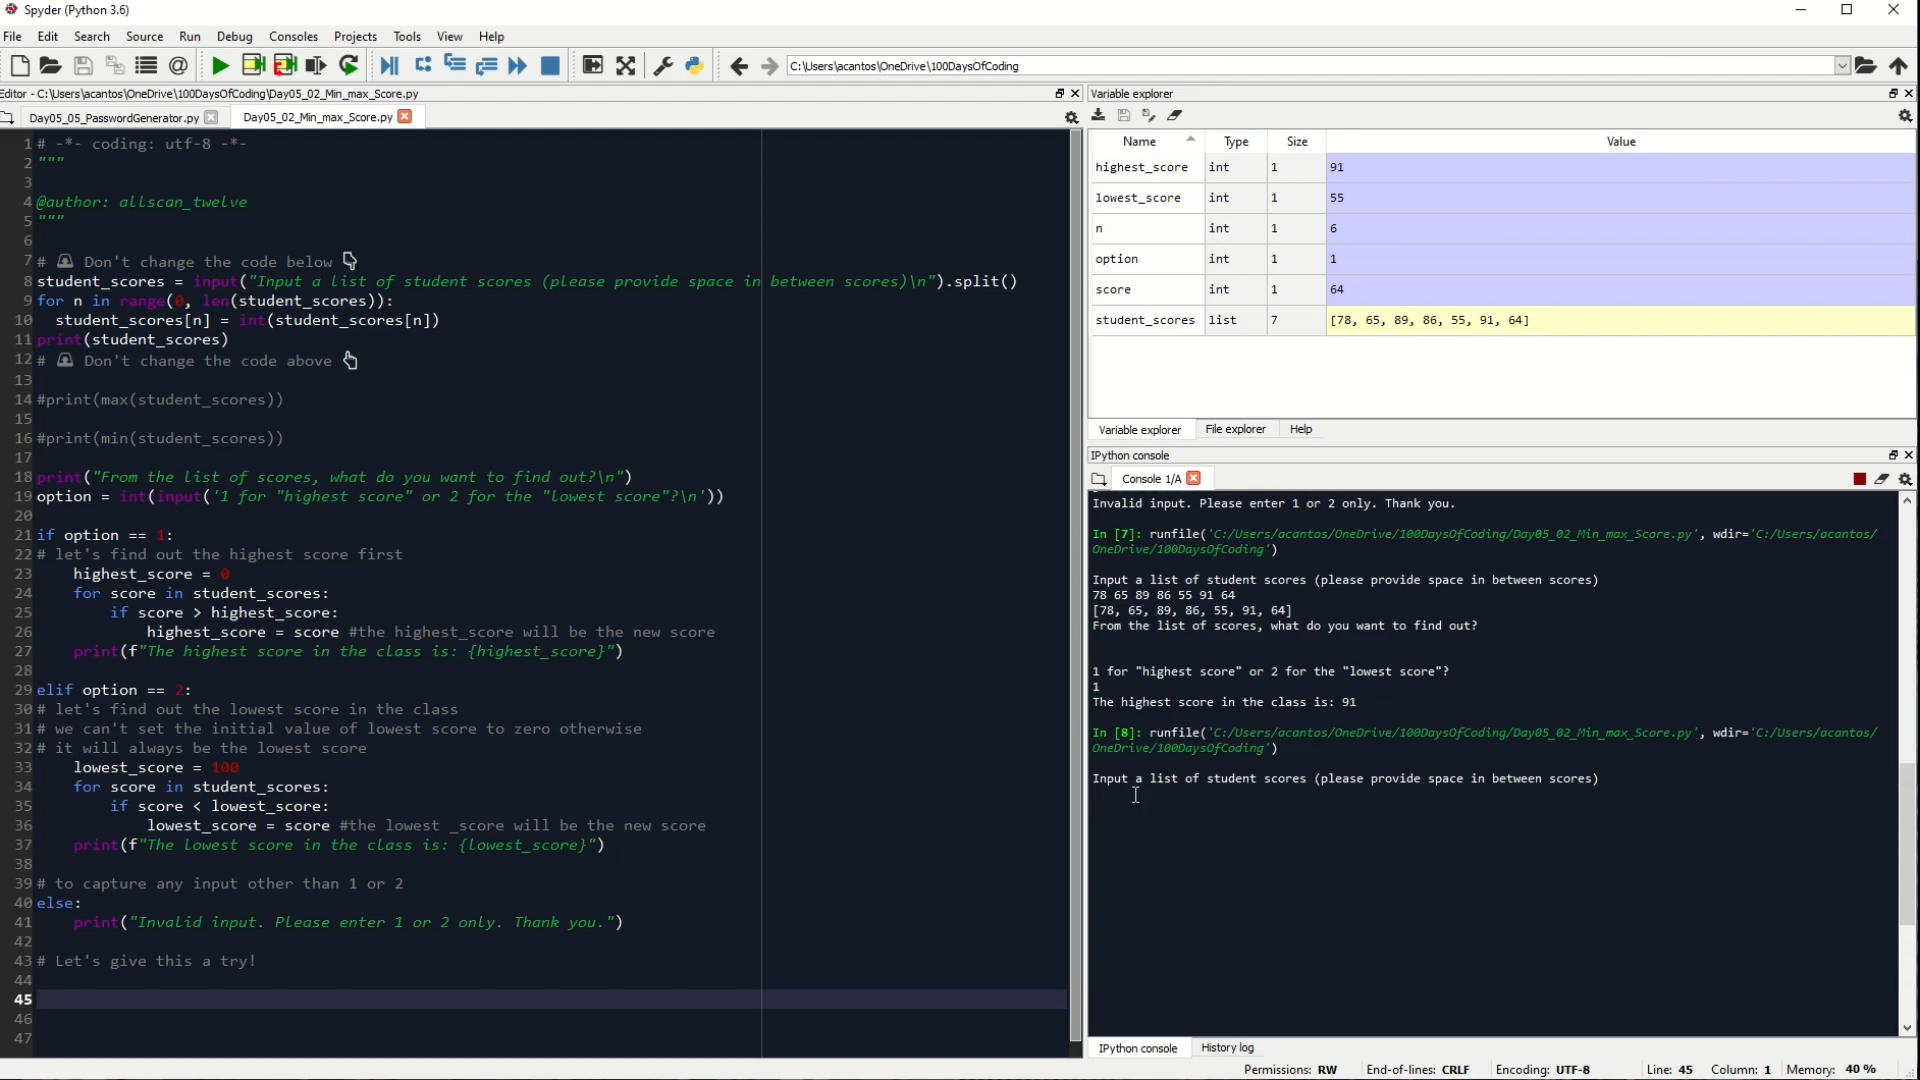 Spyder (Python 3.6)
File Edit Search Source Run Debug Consoles Projects Tools View Help
C:\Users\acantos\OneDrive\100DaysOfCoding
Editor - C:\Users\acantos\OneDrive\100DaysOfCoding\Day05_02_Min_max_Score.py
Day05_05_PasswordGenerator.py Day05_02_Min_max_Score.py
1 # -*- coding: utf-8 -*-
2 """
3
4 @author: allscan_twelve
5 """
6
7 # Don't change the code below
8 student_scores = input("Input a list of student scores (please provide space in between scores)\n").split()
9 for n in range(0, len(student_scores)):
10 student_scores[n] = int(student_scores[n])
11 print(student_scores)
12 # Don't change the code above
13
14 #print(max(student_scores))
15
16 #print(min(student_scores))
17
18 print("From the list of scores, what do you want to find out?\n")
19 option = int(input('1 for "highest score" or 2 for the "lowest score"?\n'))
20
21 if option == 1:
22 # let's find out the highest score first
23 highest_score = 0
24 for score in student_scores:
25 if score > highest_score:
26 highest_score = score #the highest_score will be the new score
27 print(f"The highest score in the class is: {highest_score}")
28
29 elif option == 2:
30 # let's find out the lowest score in the class
31 # we can't set the initial value of lowest score to zero otherwise
32 # it will always be the lowest score
33 lowest_score = 100
34 for score in student_scores:
35 if score < lowest_score:
36 lowest_score = score #the lowest _score will be the new score
37 print(f"The lowest score in the class is: {lowest_score}")
38
39 # to capture any input other than 1 or 2
40 else:
41 print("Invalid input. Please enter 1 or 2 only. Thank you.")
42
43 # Let's give this a try!
44
45
46
47
Variable explorer
Name Type Size Value
highest_score int 1 91
lowest_score int 1 55
n int 1 6
option int 1 1
score int 1 64
student_scores list 7 [78, 65, 89, 86, 55, 91, 64]
Variable explorer File explorer Help
IPython console
Console 1/A
Invalid input. Please enter 1 or 2 only. Thank you.
In [7]: runfile('C:/Users/acantos/OneDrive/100DaysOfCoding/Day05_02_Min_max_Score.py', wdir='C:/Users/acantos/
OneDrive/100DaysOfCoding')
Input a list of student scores (please provide space in between scores)
78 65 89 86 55 91 64
[78, 65, 89, 86, 55, 91, 64]
From the list of scores, what do you want to find out?
1 for "highest score" or 2 for the "lowest score"?
1
The highest score in the class is: 91
In [8]: runfile('C:/Users/acantos/OneDrive/100DaysOfCoding/Day05_02_Min_max_Score.py', wdir='C:/Users/acantos/
OneDrive/100DaysOfCoding')
Input a list of student scores (please provide space in between scores)
IPython console History log
Permissions: RW End-of-lines: CRLF Encoding: UTF-8 Line: 45 Column: 1 Memory: 40 %